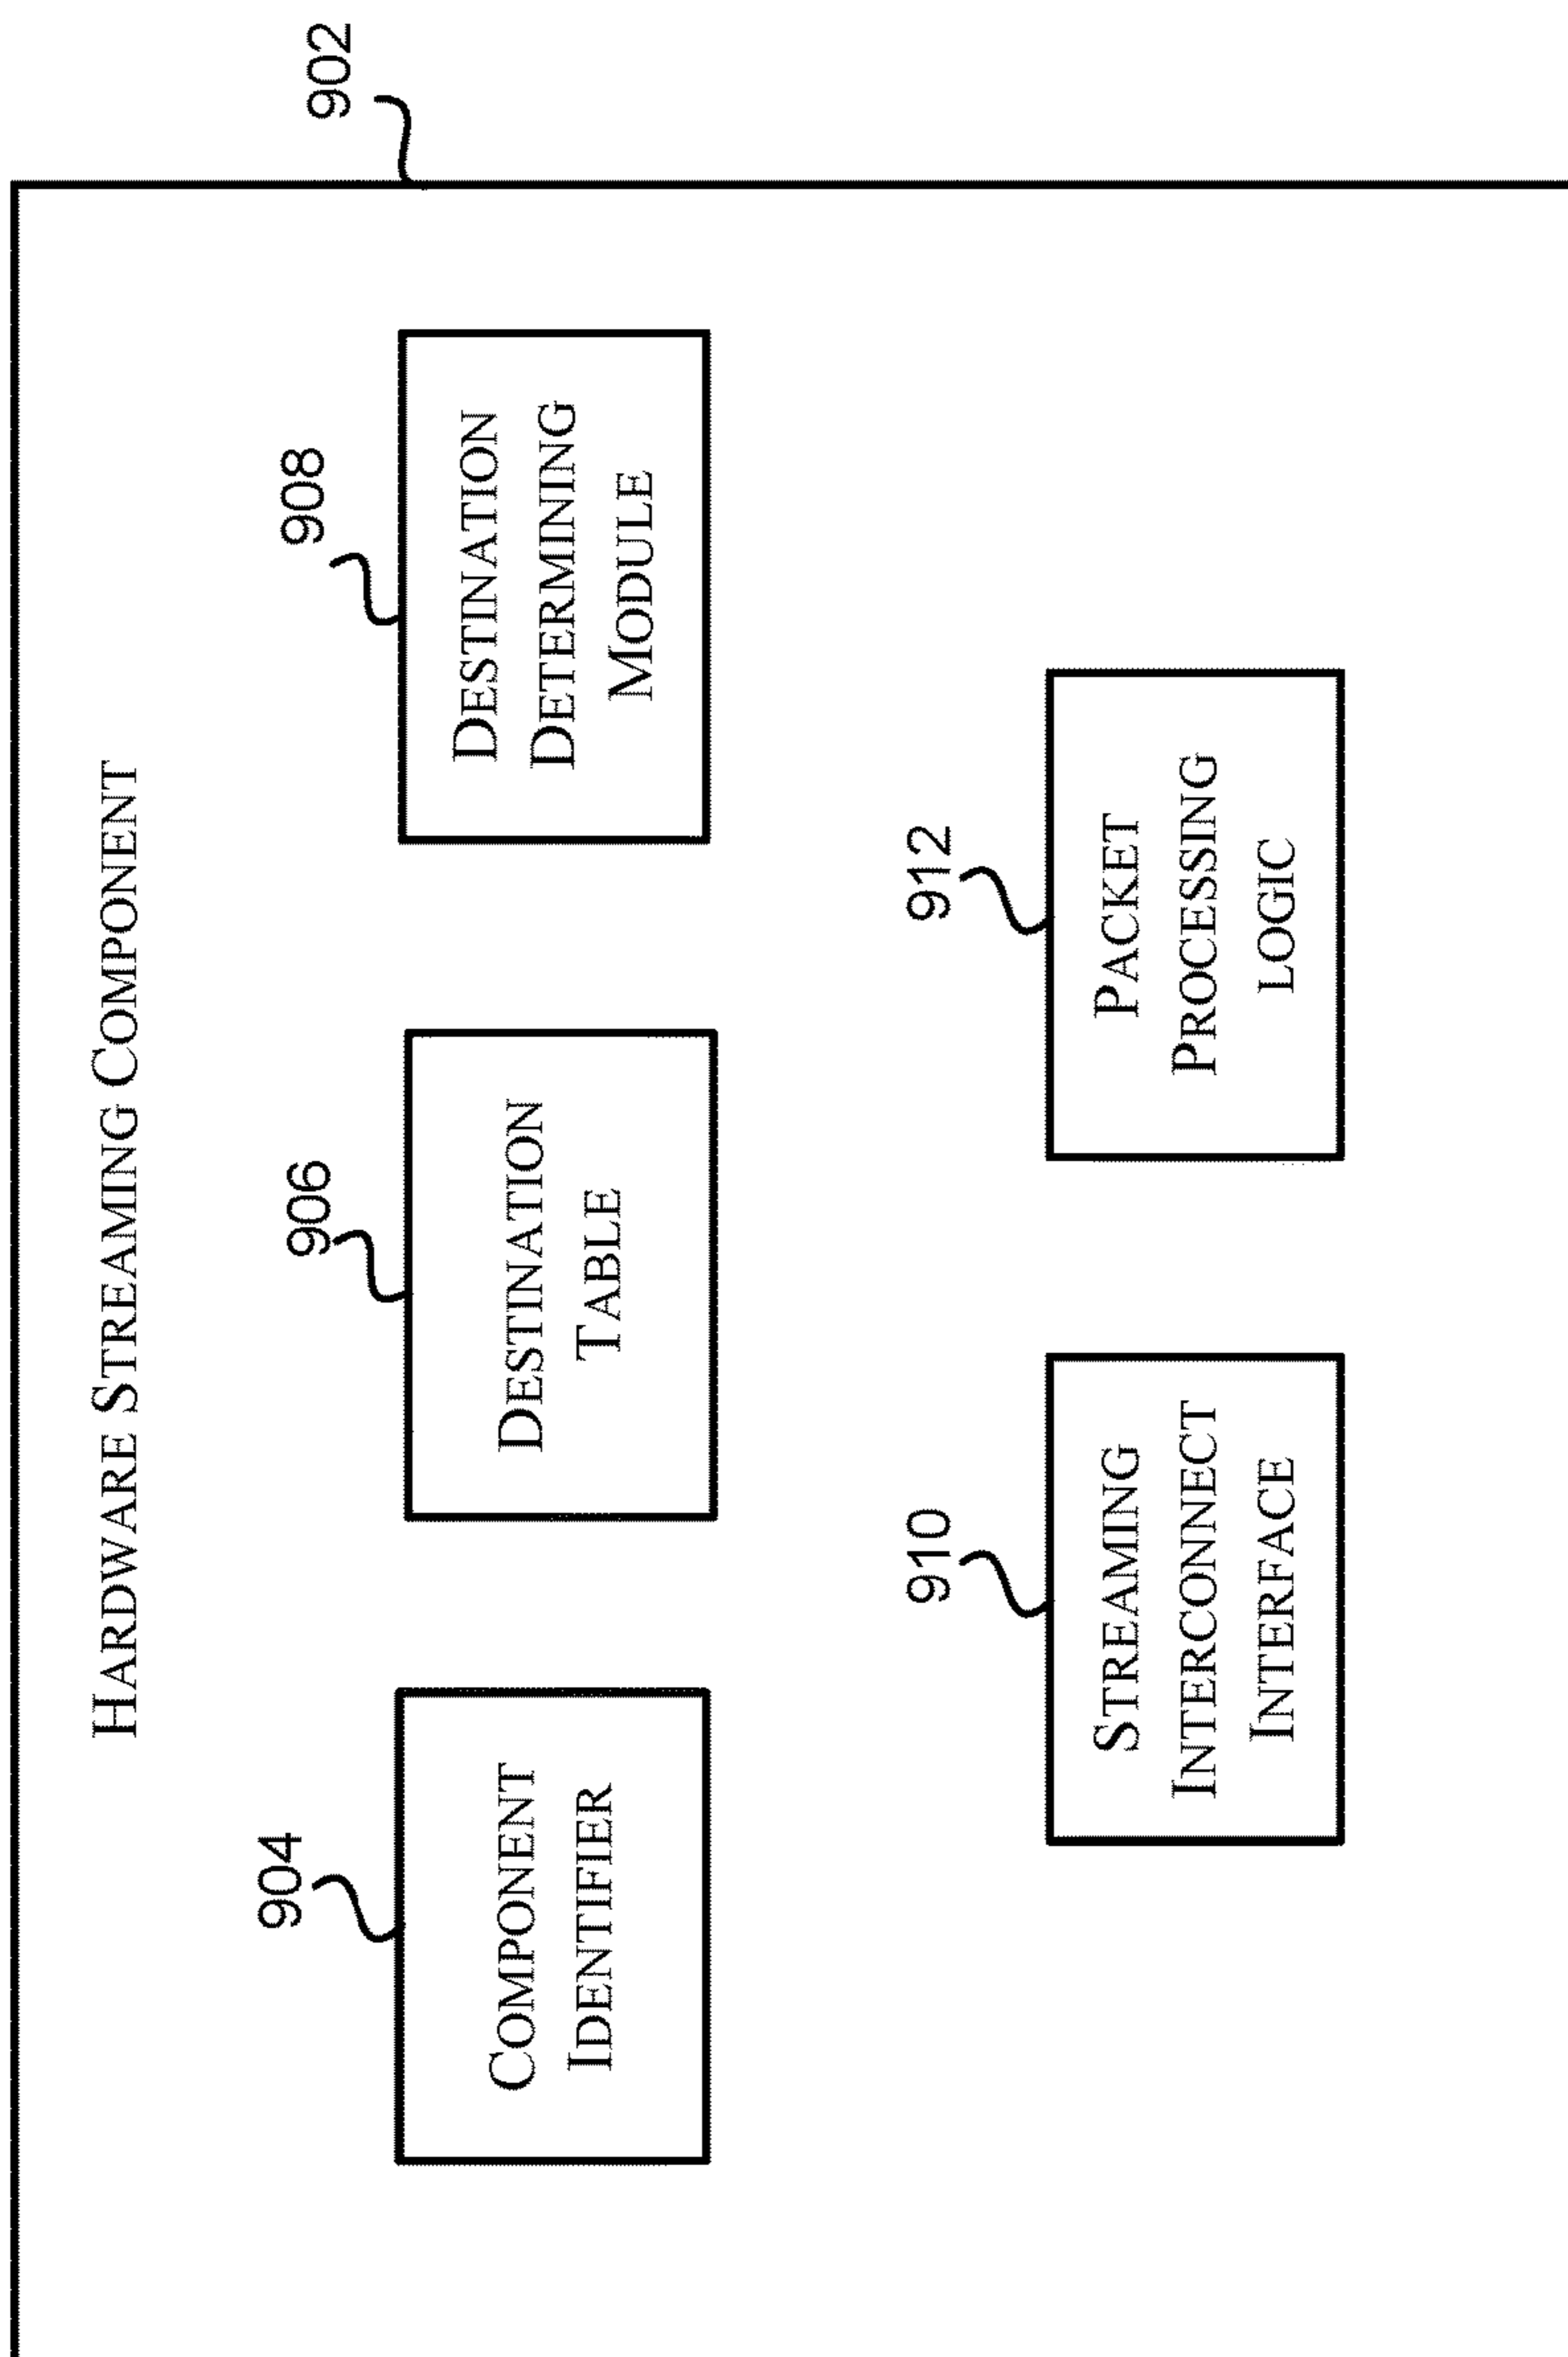 902
HARDWARE STREAMING COMPONENT
904
COMPONENT
IDENTIFIER
906
DESTINATION
TABLE
908
DESTINATION
DETERMINING
MODULE
910
STREAMING
INTERCONNECT
INTERFACE
912
PACKET
PROCESSING
LOGIC